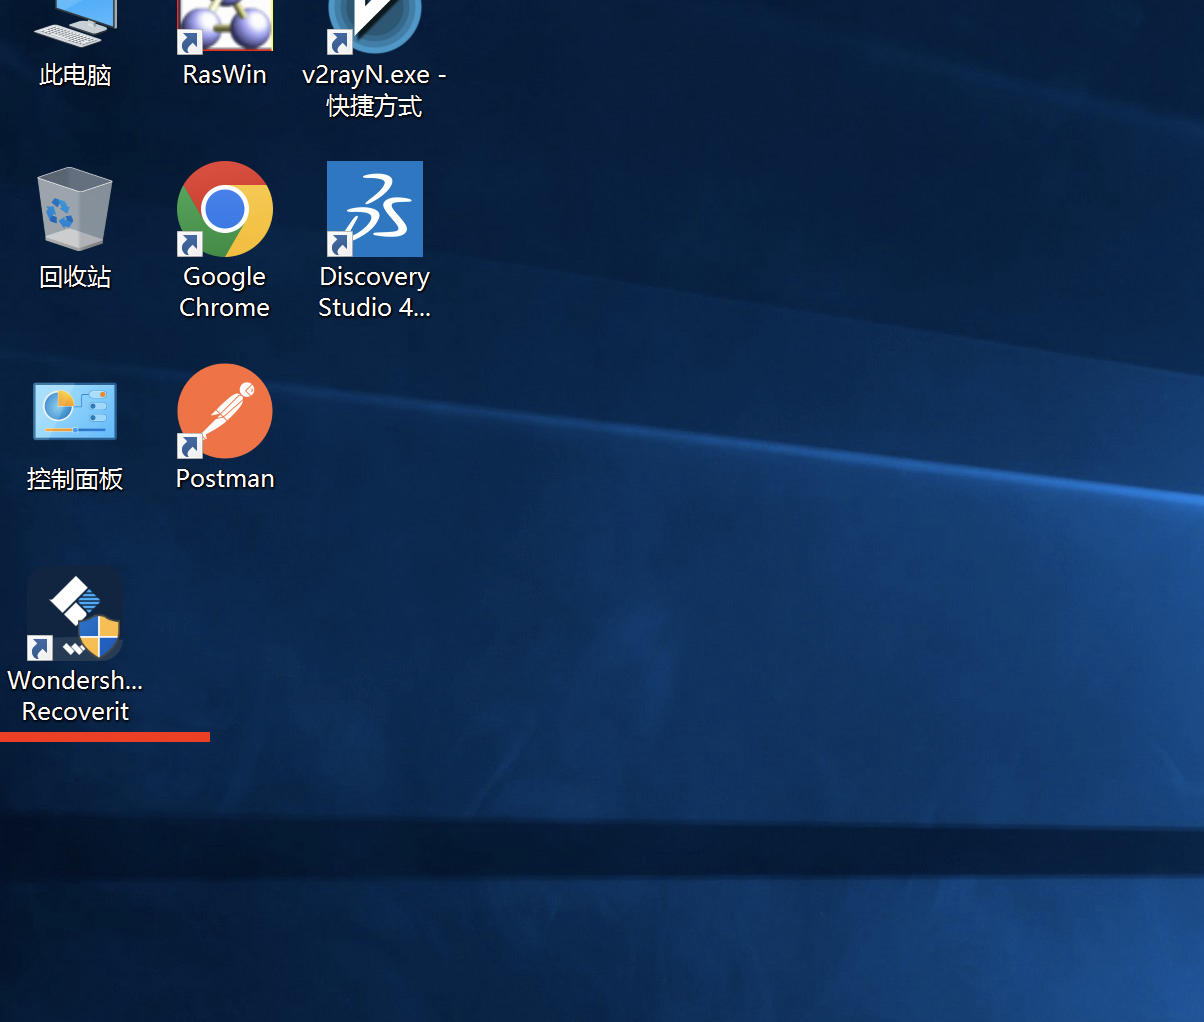 此电脑
RasWin
v2rayN.exe -
快捷方式
回收站
Google
Chrome
Discovery
Studio 4...
控制面板
Postman
Wondersh...
Recoverit